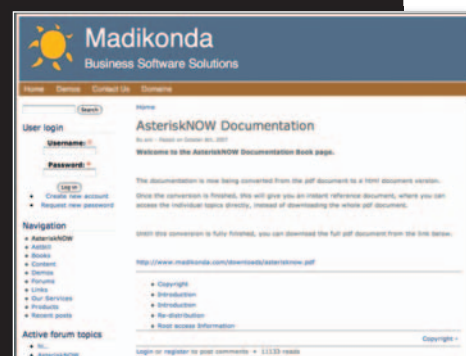 Madikonda
Business Software Solutions
Home Demos Contact Us Domains
Search
Home
User login
Username: *
Password: *
Log in
Create new account
Request new password
Navigation
AsteriskNOW
Books
Content
Demos
Forums
Links
Our Services
Products
Recent posts
Active forum topics
AsteriskNOW Documentation
Welcome to the AsteriskNOW Documentation Book page.
The documentation is now being converted from the pdf document to a html document version.
Once the conversion is finished, this will give you an instant reference document, where you can
access the individual topics directly, instead of downloading the whole pdf document.
Until this conversion is fully finished, you can download the full pdf document from the link below.
http://www.madikonda.com/downloads/asterisknow.pdf
Copyright
Introduction
Introduction
Re-distribution
Root access Information
Copyright ›
Login or register to post comments • 11133 reads